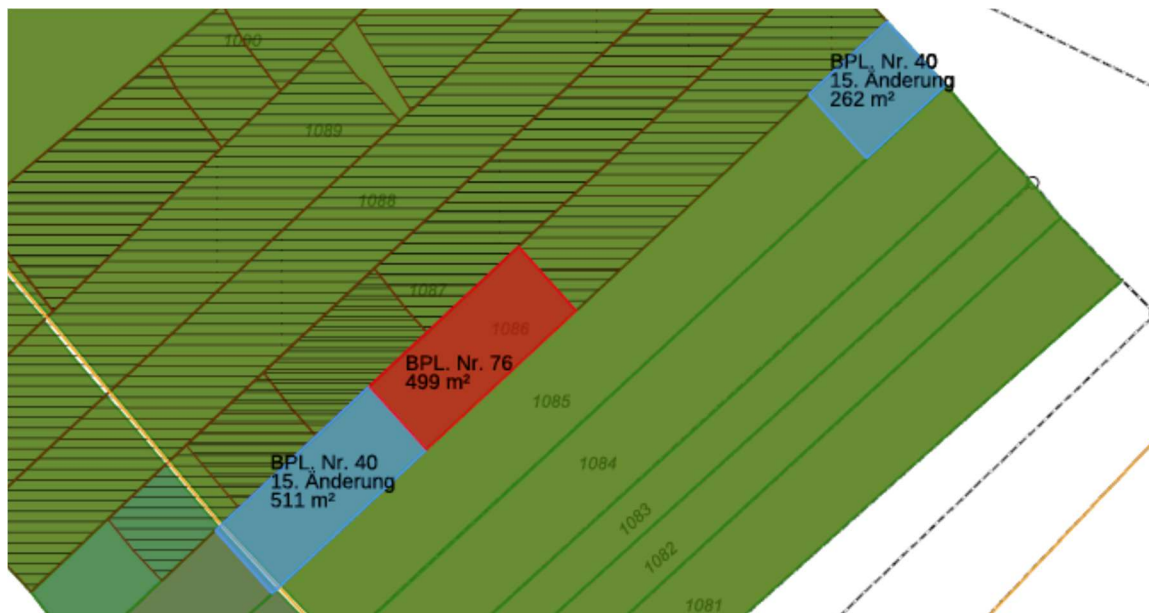 1090
BPL. Nr. 40
15. Änderung
262 m²
1089
1088
1087
1086
BPL. Nr. 76
499 m²
1085
BPL. Nr. 40
15. Änderung
511 m²
1084
1083
1082
1081